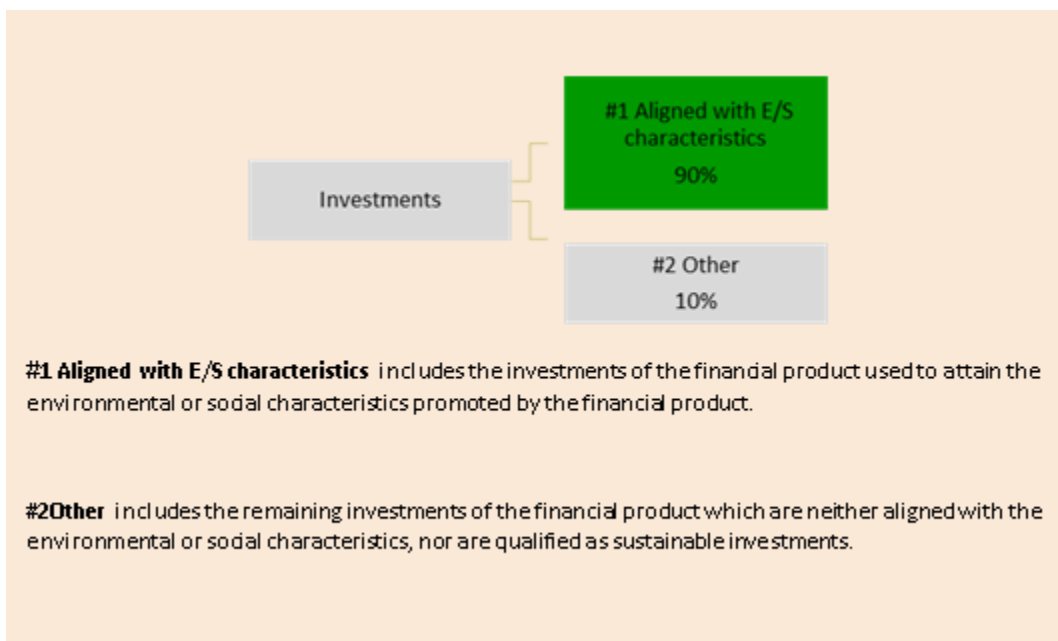 #1 Aligned with E/S
characteristics
90%
Investments
#2 Other
10%
#1 Aligned with E/S characteristics includes the investments of the financial product used to attain the
environmental or social characteristics promoted by the financial product.
#2Other includes the remaining investments of the financial product which are neither aligned with the
environmental or social characteristics, nor are qualified as sustainable investments.